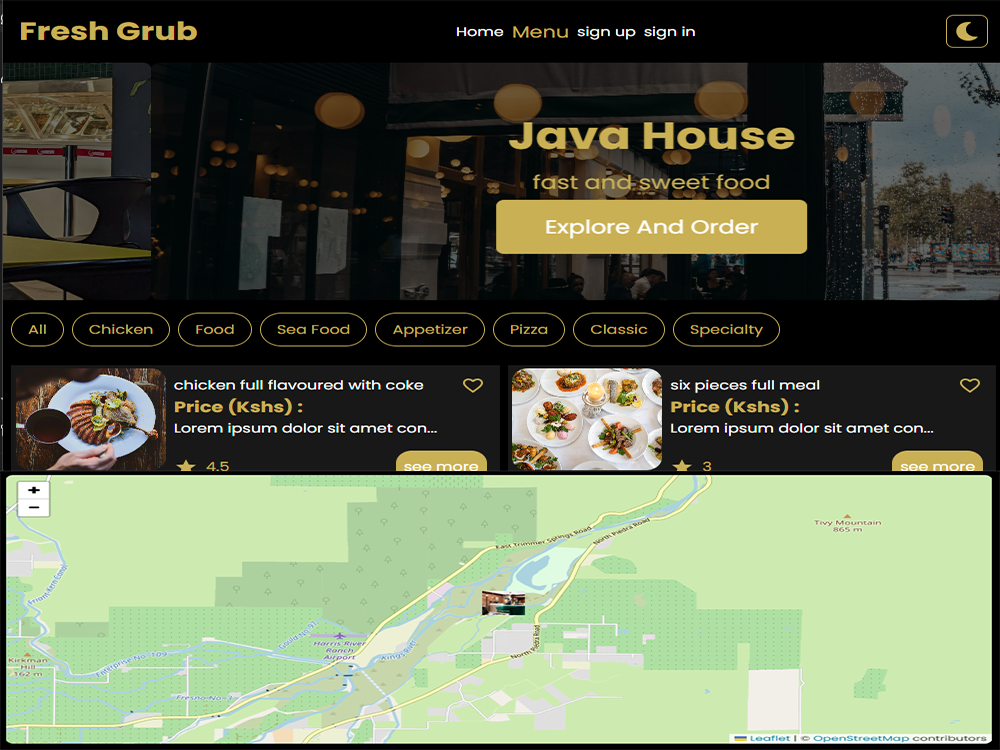 Fresh Grub
Home Menu sign up sign in
Java House
fast and sweet food
Explore And Order
All Chicken Food Sea Food Appetizer Pizza Classic Specialty
chicken full flavoured with coke
Price (Kshs) :
Lorem ipsum dolor sit amet con...
4.5 see more
six pieces full meal
Price (Kshs) :
Lorem ipsum dolor sit amet con...
3 see more
+
−
Tivy Mountain
865 m
East Trimmer Springs Road
North Piedra Road
Gould No 97
Harris River
Ranch
Airport
Kings River
North Piedra Road
Kirkman
Hill
162 m
Enterprise No 109
Leaflet | © OpenStreetMap contributors